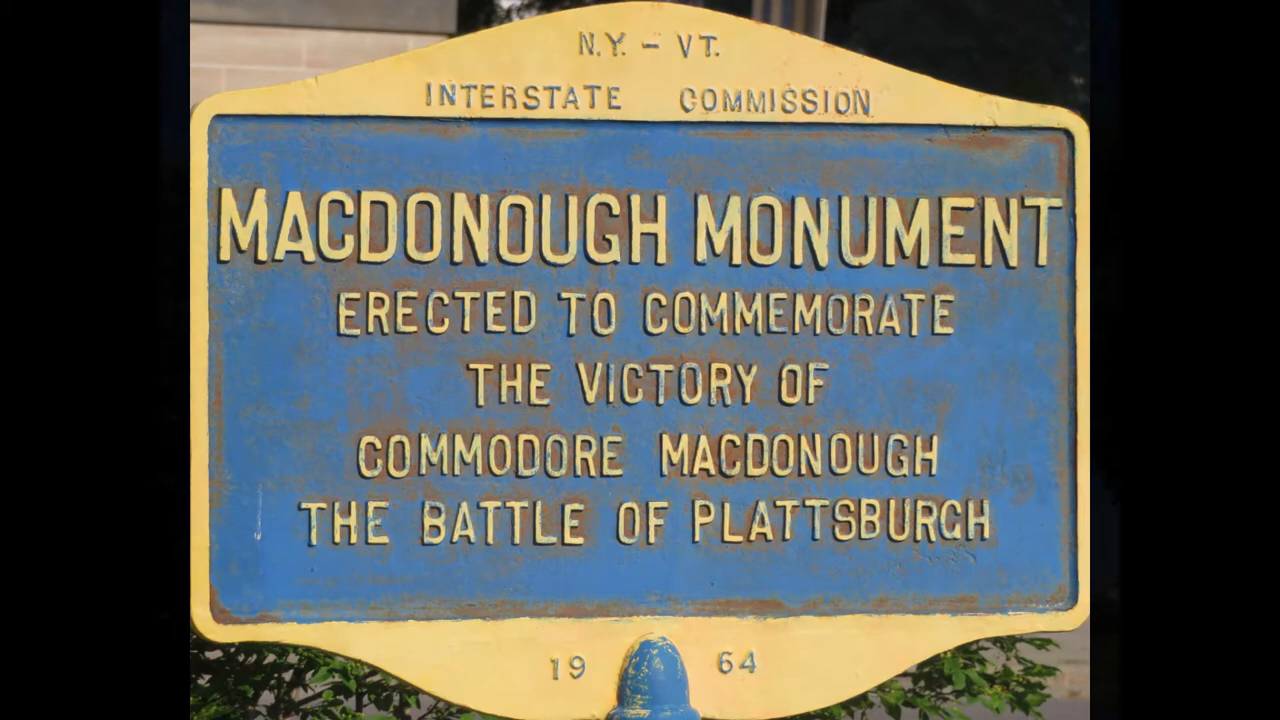 N.Y. – VT.
INTERSTATE COMMISSION
MACDONOUGH MONUMENT
ERECTED TO COMMEMORATE
THE VICTORY OF
COMMODORE MACDONOUGH
THE BATTLE OF PLATTSBURGH
19 64